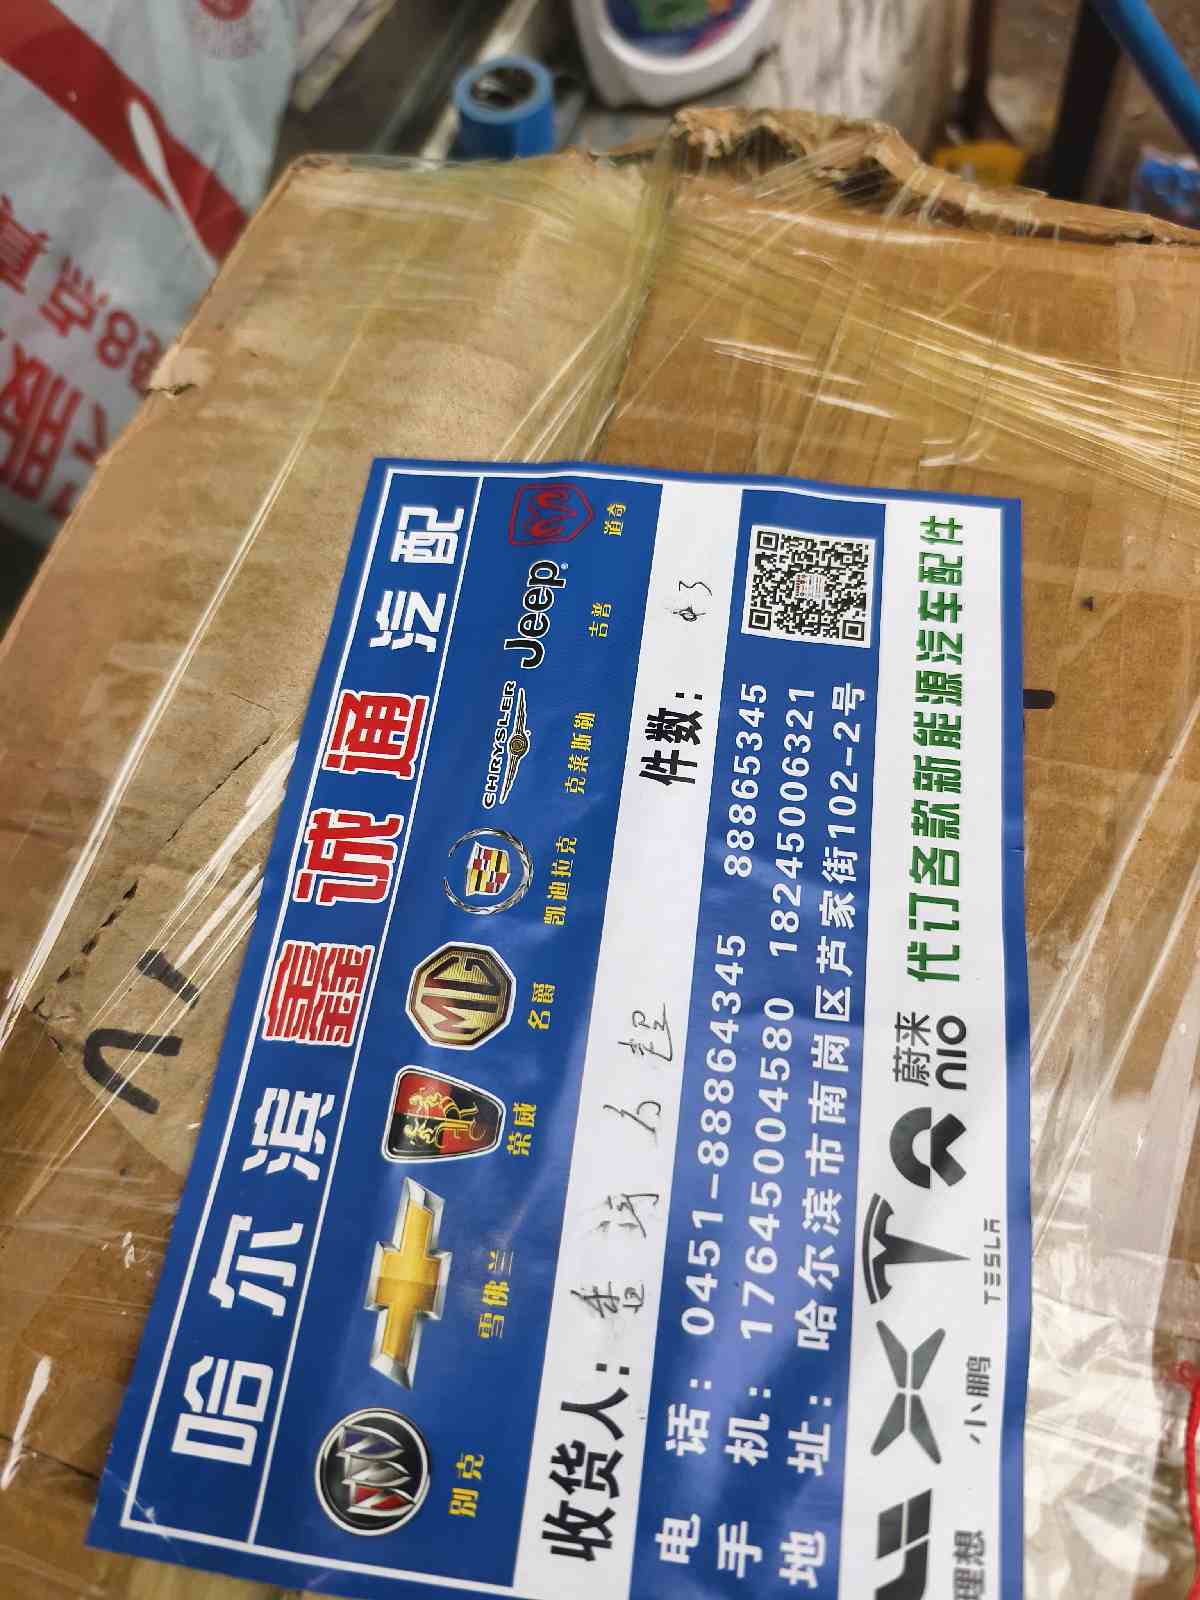 哈尔滨鑫诚通汽配
CHRYSLER
Jeep
MG
别克 雪佛兰 荣威 名爵 凯迪拉克 克莱斯勒 吉普 道奇
收货人: 件数:
电 话: 0451-88864345 88865345
手 机: 17645004580 18245006321
地 址: 哈尔滨市南岗区芦家街102-22号
理想 小鹏 TESLA 蔚来 NIO
代订各款新能源汽车配件